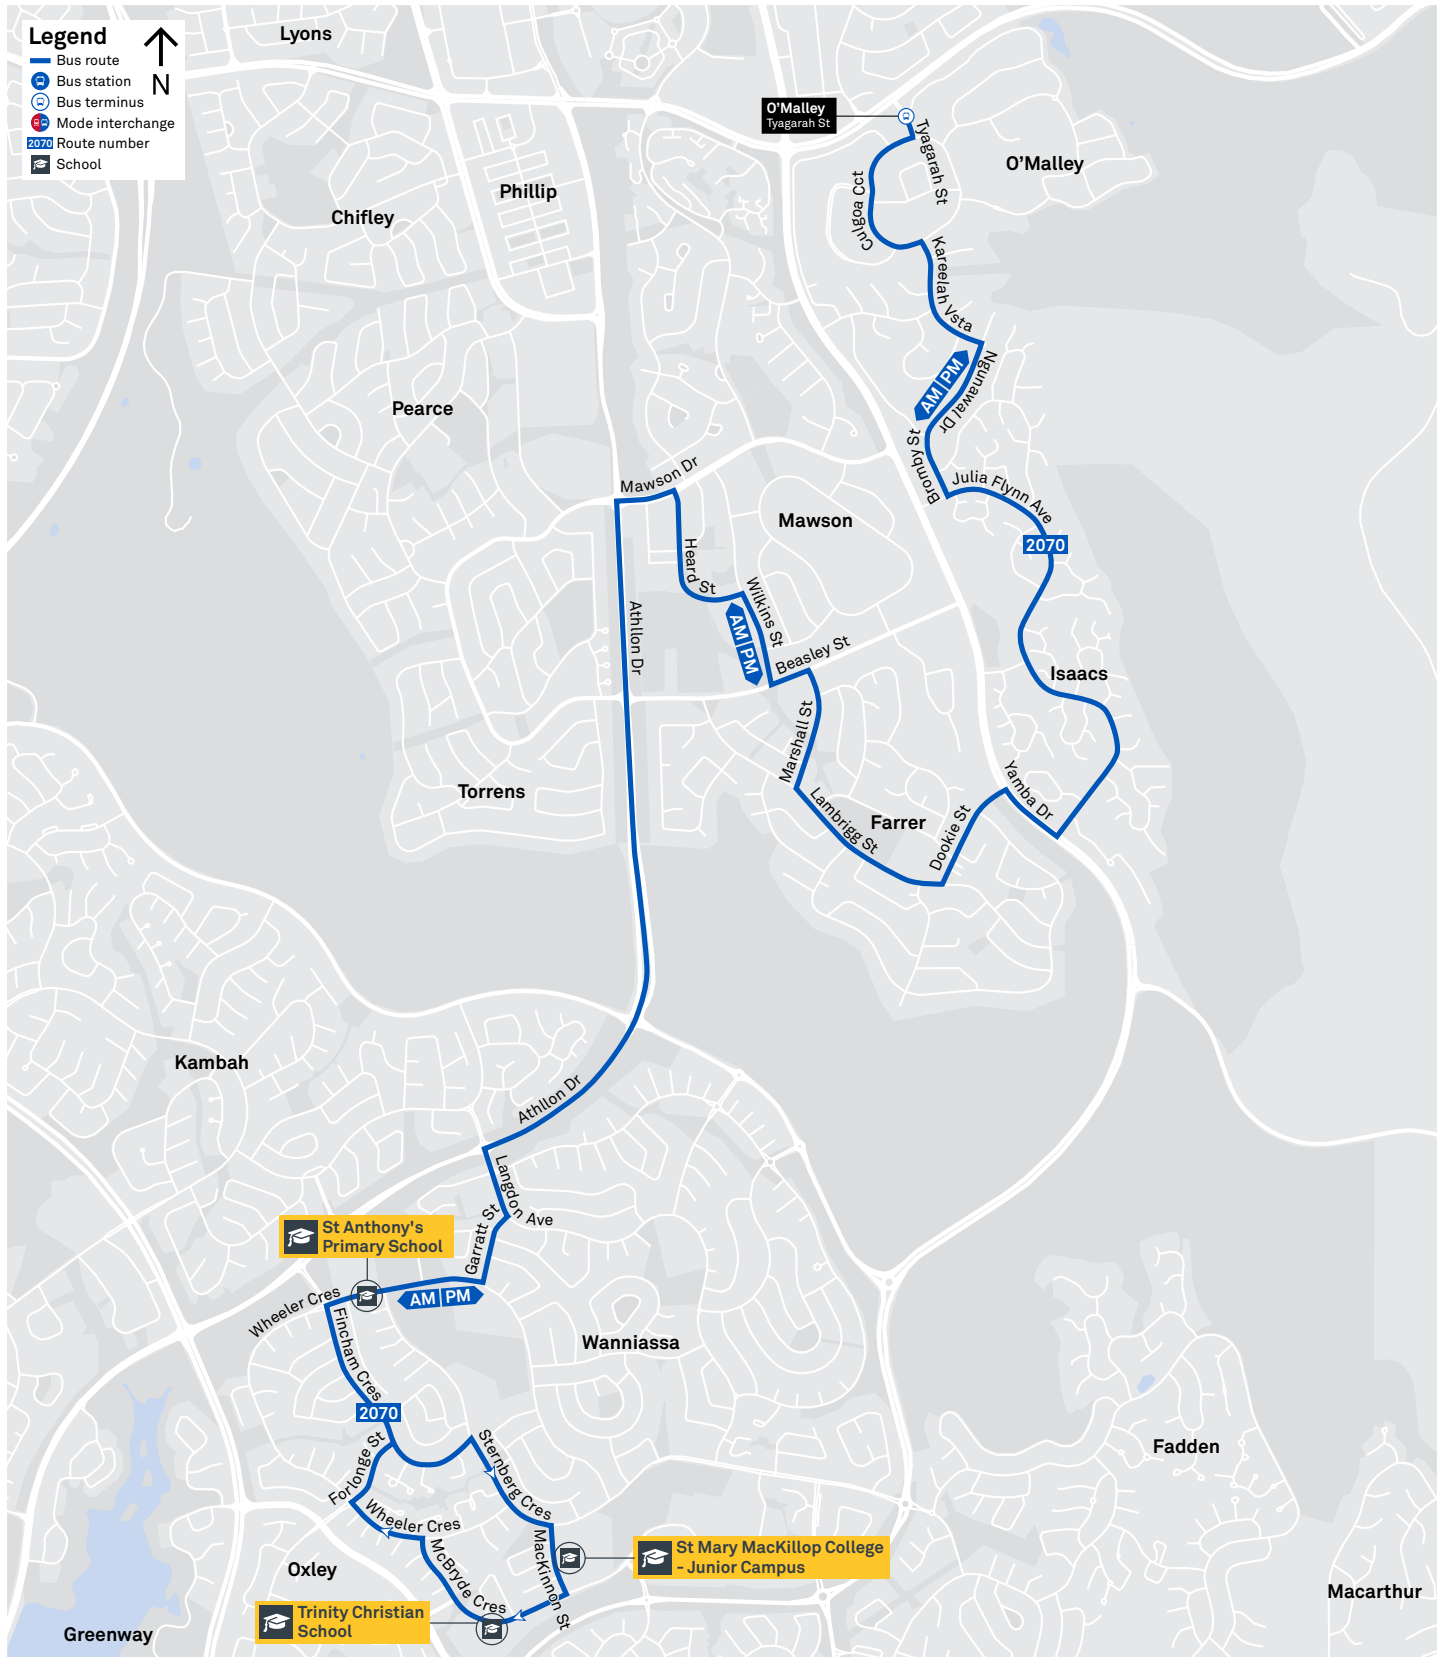 Legend
Bus route
Bus station
Bus terminus
Mode interchange
2070 Route number
School
N
Lyons
O'Malley
Tyagarah St
Tyagarah St
O'Malley
Phillip
Chifley
Culgoa Cct
Kareelah Vsta
AM PM
Ngunawal Dr
Pearce
Bromby St
Mawson Dr
Julia Flynn Ave
Mawson
2070
Heard St
Wilkins St
Athllon Dr
AM PM
Beasley St
Isaacs
Marshall St
Torrens
Lambrigg St
Farrer
Dookie St
Yamba Dr
Kambah
Athllon Dr
Langdon Ave
Garratt St
St Anthony's
Primary School
Wheeler Cres
AM PM
Fincham Cres
Wanniassa
2070
Forlonge St
Sternberg Cres
Fadden
Wheeler Cres
McBryde Cres
MacKinnon St
St Mary MacKillop College
- Junior Campus
Oxley
Macarthur
Trinity Christian
School
Greenway